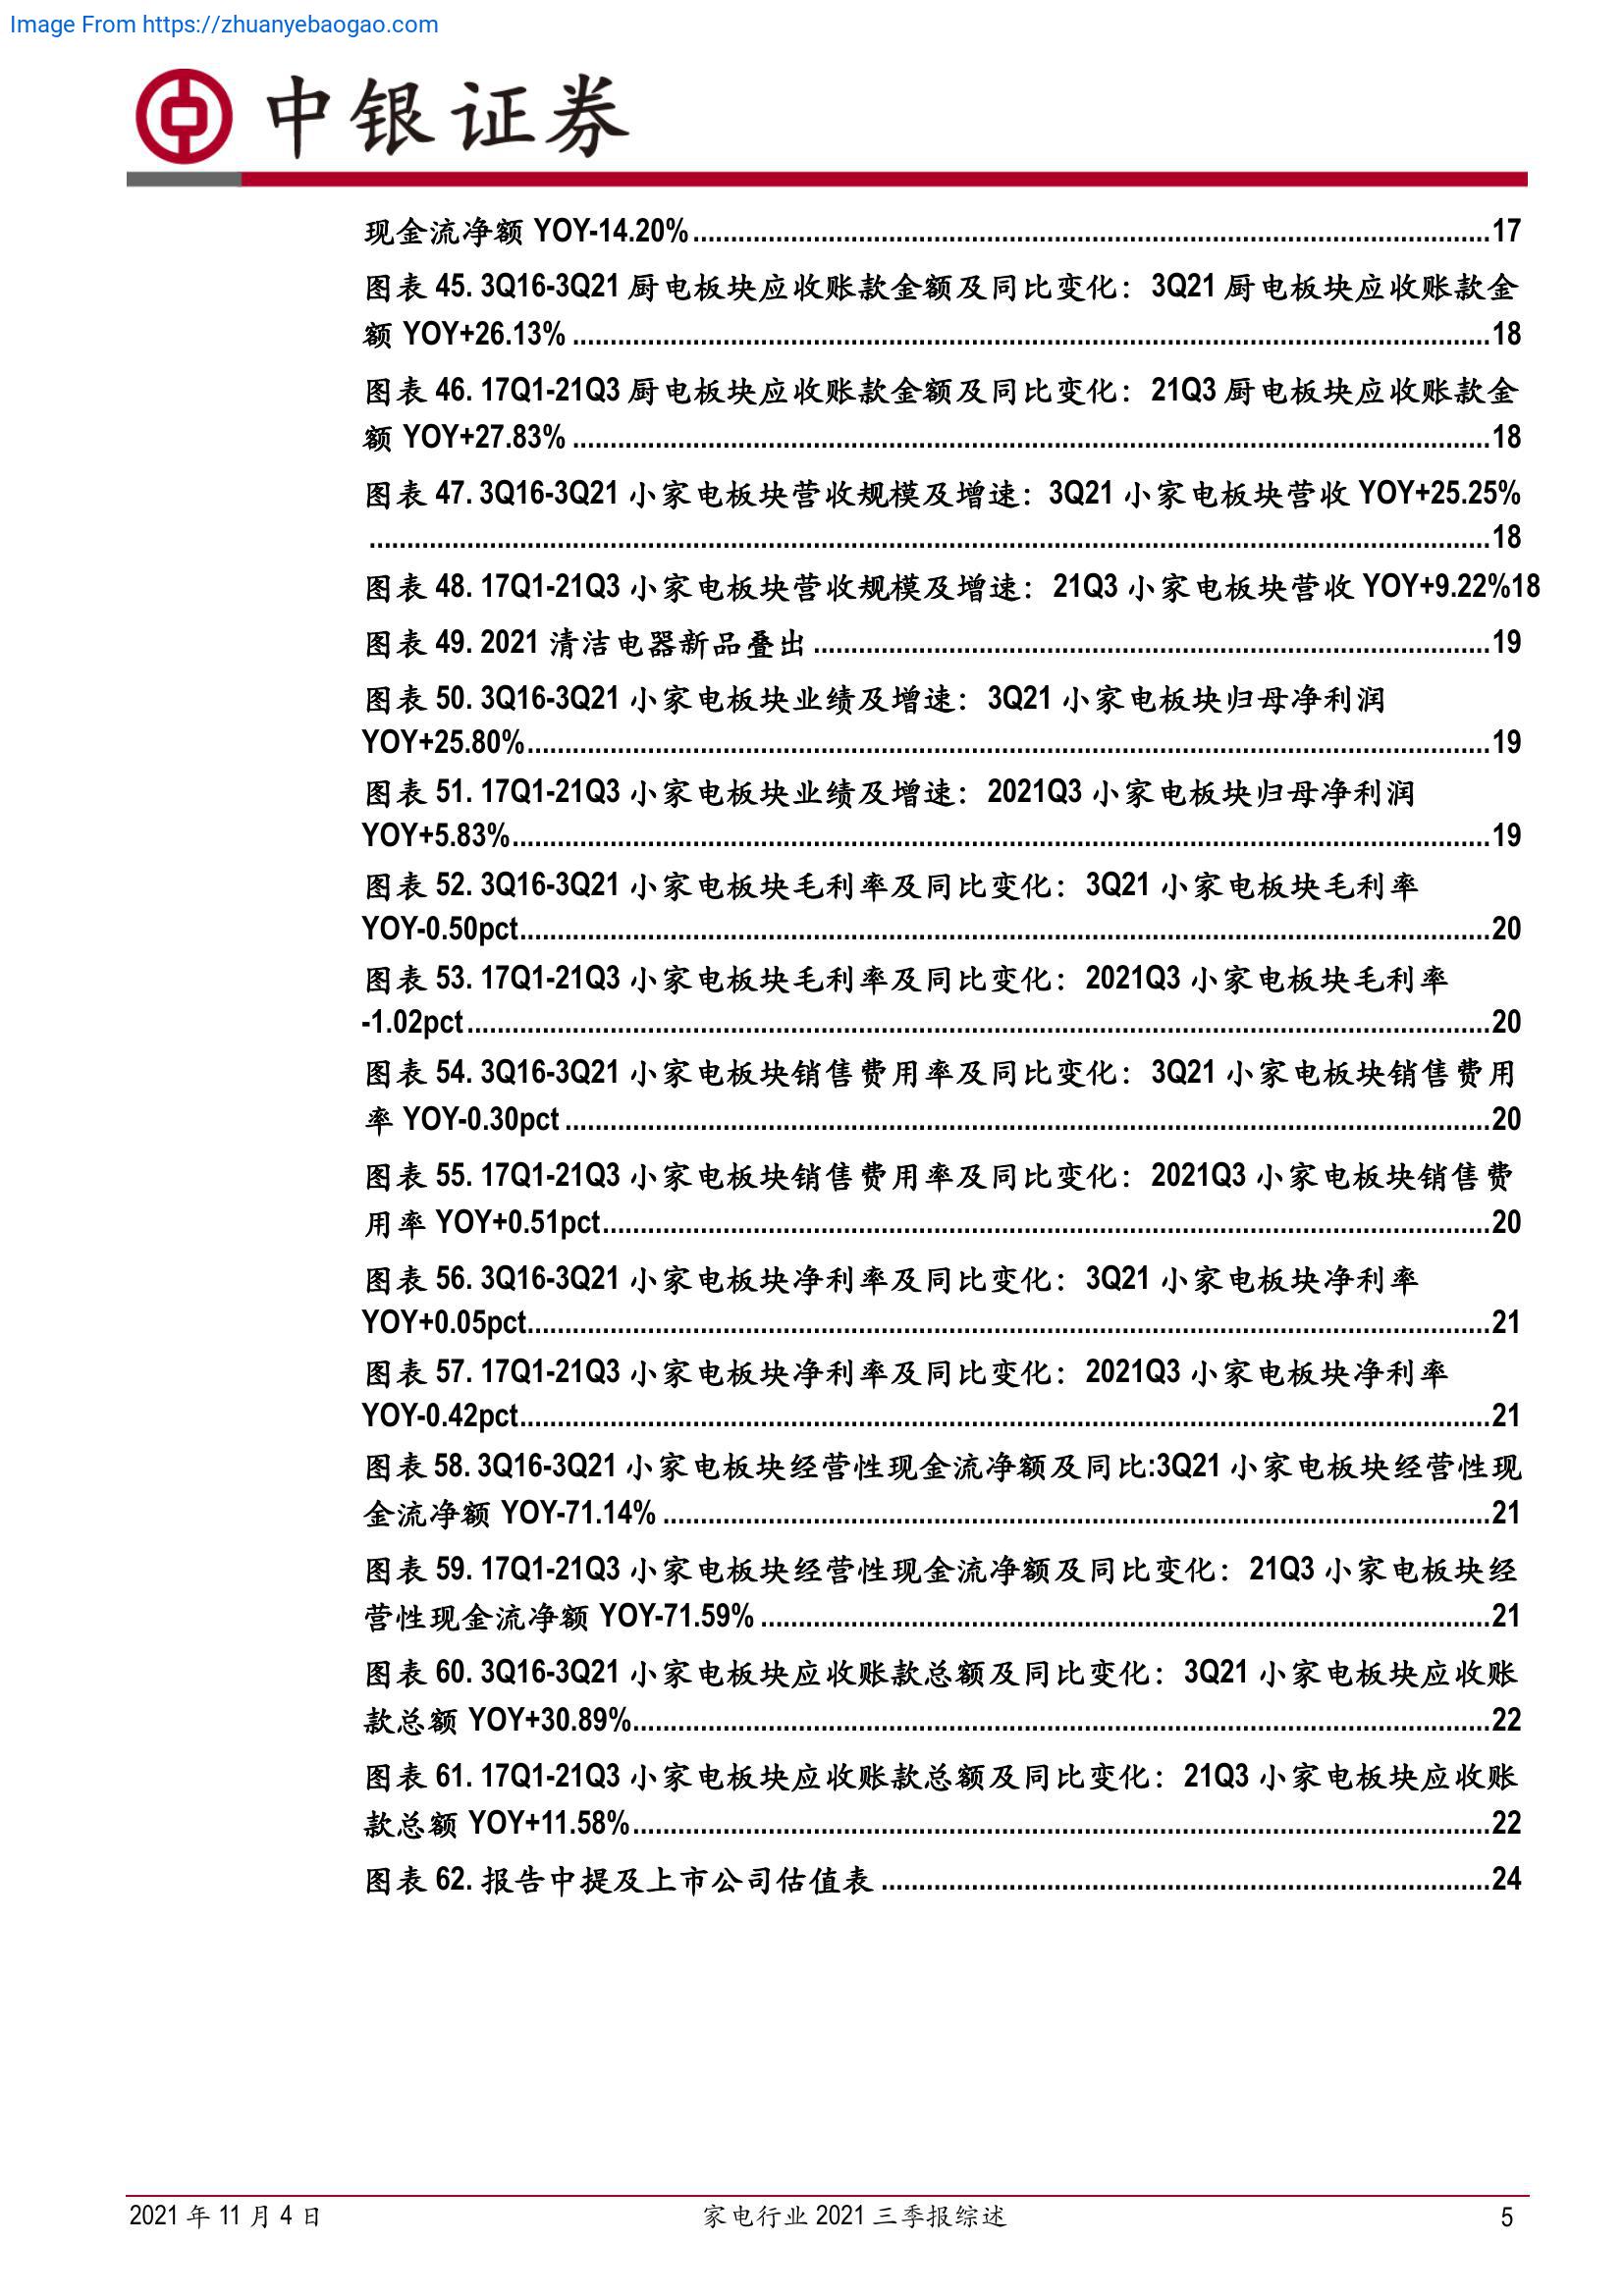 Image From https://zhuanyebaogao.com
中银证券
现金流净额 YOY-14.20%..........17
图表 45. 3Q16-3Q21 厨电板块应收账款金额及同比变化：3Q21 厨电板块应收账款金
额 YOY+26.13% ..........18
图表 46. 17Q1-21Q3 厨电板块应收账款金额及同比变化：21Q3 厨电板块应收账款金
额 YOY+27.83% ..........18
图表 47. 3Q16-3Q21 小家电板块营收规模及增速：3Q21 小家电板块营收 YOY+25.25%
..........18
图表 48. 17Q1-21Q3 小家电板块营收规模及增速：21Q3 小家电板块营收 YOY+9.22%18
图表 49. 2021 清洁电器新品叠出 ..........19
图表 50. 3Q16-3Q21 小家电板块业绩及增速：3Q21 小家电板块归母净利润
YOY+25.80%..........19
图表 51. 17Q1-21Q3 小家电板块业绩及增速：2021Q3 小家电板块归母净利润
YOY+5.83%..........19
图表 52. 3Q16-3Q21 小家电板块毛利率及同比变化：3Q21 小家电板块毛利率
YOY-0.50pct..........20
图表 53. 17Q1-21Q3 小家电板块毛利率及同比变化：2021Q3 小家电板块毛利率
-1.02pct..........20
图表 54. 3Q16-3Q21 小家电板块销售费用率及同比变化：3Q21 小家电板块销售费用
率 YOY-0.30pct ..........20
图表 55. 17Q1-21Q3 小家电板块销售费用率及同比变化：2021Q3 小家电板块销售费
用率 YOY+0.51pct..........20
图表 56. 3Q16-3Q21 小家电板块净利率及同比变化：3Q21 小家电板块净利率
YOY+0.05pct..........21
图表 57. 17Q1-21Q3 小家电板块净利率及同比变化：2021Q3 小家电板块净利率
YOY-0.42pct..........21
图表 58. 3Q16-3Q21 小家电板块经营性现金流净额及同比:3Q21 小家电板块经营性现
金流净额 YOY-71.14% ..........21
图表 59. 17Q1-21Q3 小家电板块经营性现金流净额及同比变化：21Q3 小家电板块经
营性现金流净额 YOY-71.59% ..........21
图表 60. 3Q16-3Q21 小家电板块应收账款总额及同比变化：3Q21 小家电板块应收账
款总额 YOY+30.89%..........22
图表 61. 17Q1-21Q3 小家电板块应收账款总额及同比变化：21Q3 小家电板块应收账
款总额 YOY+11.58%..........22
图表 62. 报告中提及上市公司估值表 ..........24
2021 年 11 月 4 日
家电行业 2021 三季报综述
5